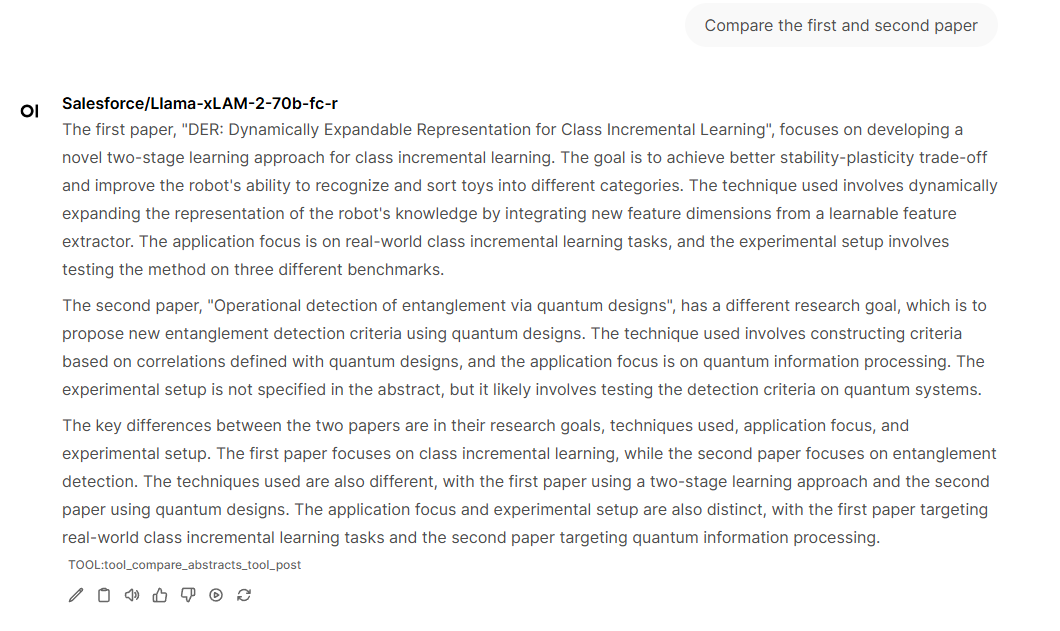 Compare the first and second paper
OI
Salesforce/Llama-xLAM-2-70b-fc-r
The first paper, "DER: Dynamically Expandable Representation for Class Incremental Learning", focuses on developing a
novel two-stage learning approach for class incremental learning. The goal is to achieve better stability-plasticity trade-off
and improve the robot's ability to recognize and sort toys into different categories. The technique used involves dynamically
expanding the representation of the robot's knowledge by integrating new feature dimensions from a learnable feature
extractor. The application focus is on real-world class incremental learning tasks, and the experimental setup involves
testing the method on three different benchmarks.
The second paper, "Operational detection of entanglement via quantum designs", has a different research goal, which is to
propose new entanglement detection criteria using quantum designs. The technique used involves constructing criteria
based on correlations defined with quantum designs, and the application focus is on quantum information processing. The
experimental setup is not specified in the abstract, but it likely involves testing the detection criteria on quantum systems.
The key differences between the two papers are in their research goals, techniques used, application focus, and
experimental setup. The first paper focuses on class incremental learning, while the second paper focuses on entanglement
detection. The techniques used are also different, with the first paper using a two-stage learning approach and the second
paper using quantum designs. The application focus and experimental setup are also distinct, with the first paper targeting
real-world class incremental learning tasks and the second paper targeting quantum information processing.
TOOL:tool_compare_abstracts_tool_post